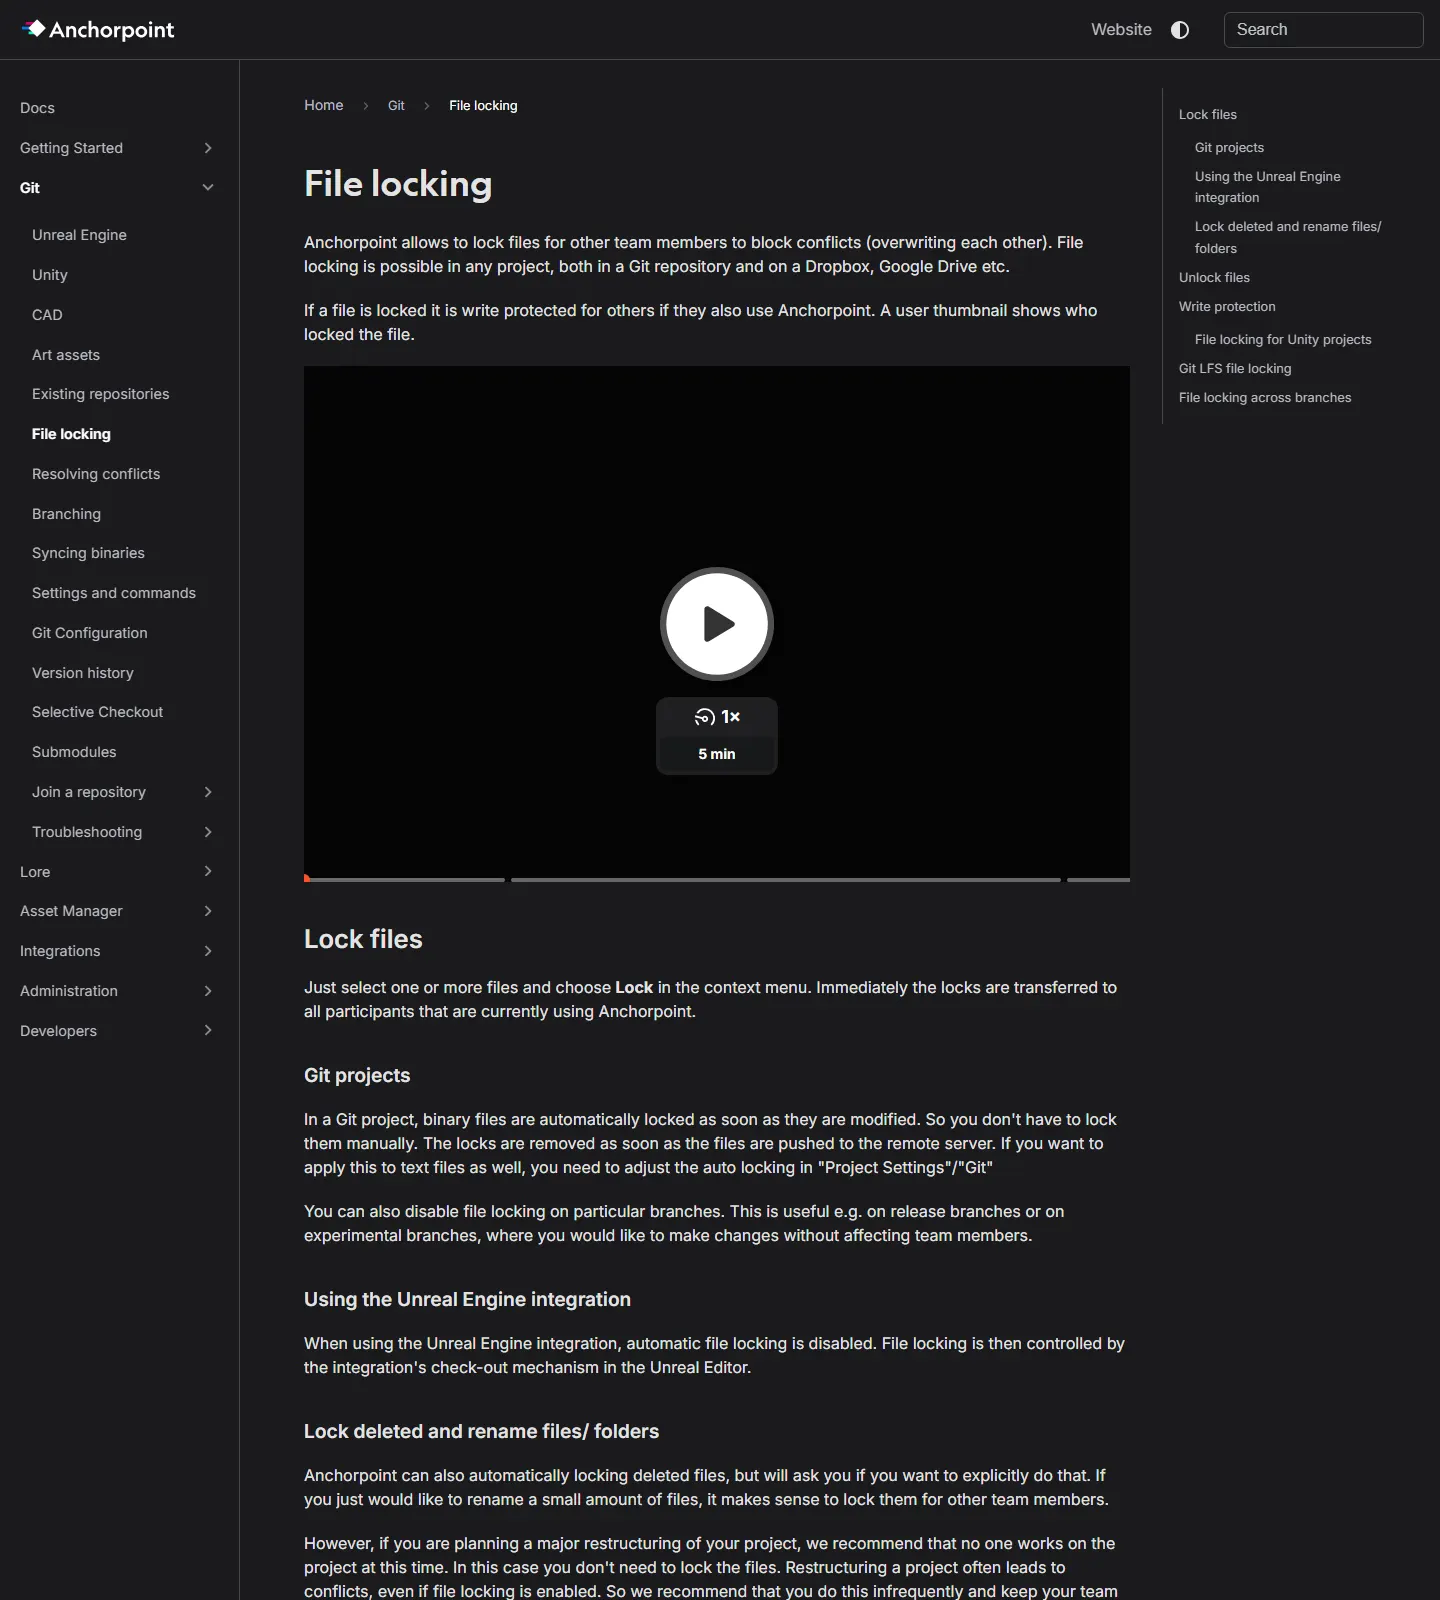 Anchorpoint
Website
Search
Docs
Getting Started
Git
Unreal Engine
Unity
CAD
Art assets
Existing repositories
File locking
Resolving conflicts
Branching
Syncing binaries
Settings and commands
Git Configuration
Version history
Selective Checkout
Submodules
Join a repository
Troubleshooting
Lore
Asset Manager
Integrations
Administration
Developers
Home > Git > File locking
File locking
Anchorpoint allows to lock files for other team members to block conflicts (overwriting each other). File
locking is possible in any project, both in a Git repository and on a Dropbox, Google Drive etc.
If a file is locked it is write protected for others if they also use Anchorpoint. A user thumbnail shows who
locked the file.
1×
5 min
Lock files
Just select one or more files and choose Lock in the context menu. Immediately the locks are transferred to
all participants that are currently using Anchorpoint.
Git projects
In a Git project, binary files are automatically locked as soon as they are modified. So you don't have to lock
them manually. The locks are removed as soon as the files are pushed to the remote server. If you want to
apply this to text files as well, you need to adjust the auto locking in "Project Settings"/"Git"
You can also disable file locking on particular branches. This is useful e.g. on release branches or on
experimental branches, where you would like to make changes without affecting team members.
Using the Unreal Engine integration
When using the Unreal Engine integration, automatic file locking is disabled. File locking is then controlled by
the integration's check-out mechanism in the Unreal Editor.
Lock deleted and rename files/ folders
Anchorpoint can also automatically locking deleted files, but will ask you if you want to explicitly do that. If
you just would like to rename a small amount of files, it makes sense to lock them for other team members.
However, if you are planning a major restructuring of your project, we recommend that no one works on the
project at this time. In this case you don't need to lock the files. Restructuring a project often leads to
conflicts, even if file locking is enabled. So we recommend that you do this infrequently and keep your team
Lock files
Git projects
Using the Unreal Engine
integration
Lock deleted and rename files/
folders
Unlock files
Write protection
File locking for Unity projects
Git LFS file locking
File locking across branches